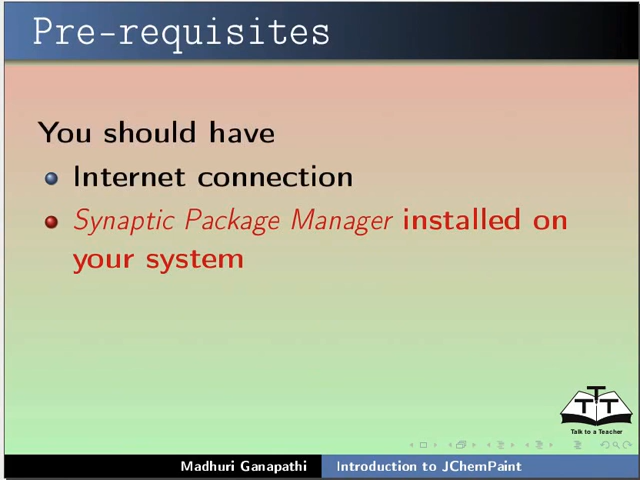 Pre-requisites
You should have
Internet connection
Synaptic Package Manager installed on
your system
TTT
Talk to a Teacher
Madhuri Ganapathi Introduction to JChemPaint